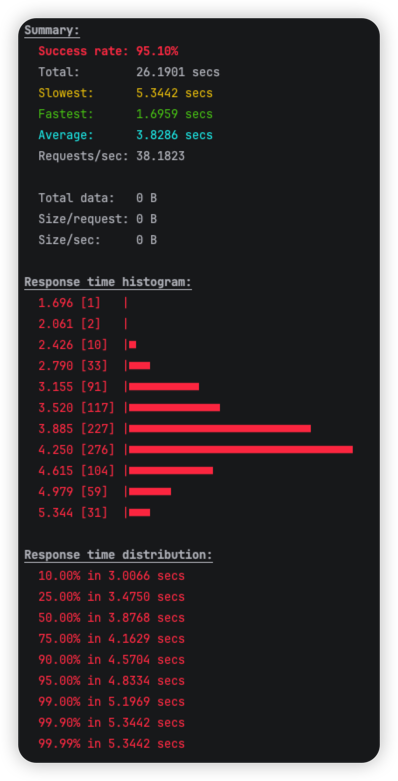 Summary:
Success rate: 95.10%
Total: 26.1901 secs
Slowest: 5.3442 secs
Fastest: 1.6959 secs
Average: 3.8286 secs
Requests/sec: 38.1823
Total data: 0 B
Size/request: 0 B
Size/sec: 0 B
Response time histogram:
1.696 [1] |
2.061 [2] |
2.426 [10] |
2.790 [33] |
3.155 [91] |
3.520 [117] |
3.885 [227] |
4.250 [276] |
4.615 [104] |
4.979 [59] |
5.344 [31] |
Response time distribution:
10.00% in 3.0066 secs
25.00% in 3.4750 secs
50.00% in 3.8768 secs
75.00% in 4.1629 secs
90.00% in 4.5704 secs
95.00% in 4.8334 secs
99.00% in 5.1969 secs
99.90% in 5.3442 secs
99.99% in 5.3442 secs